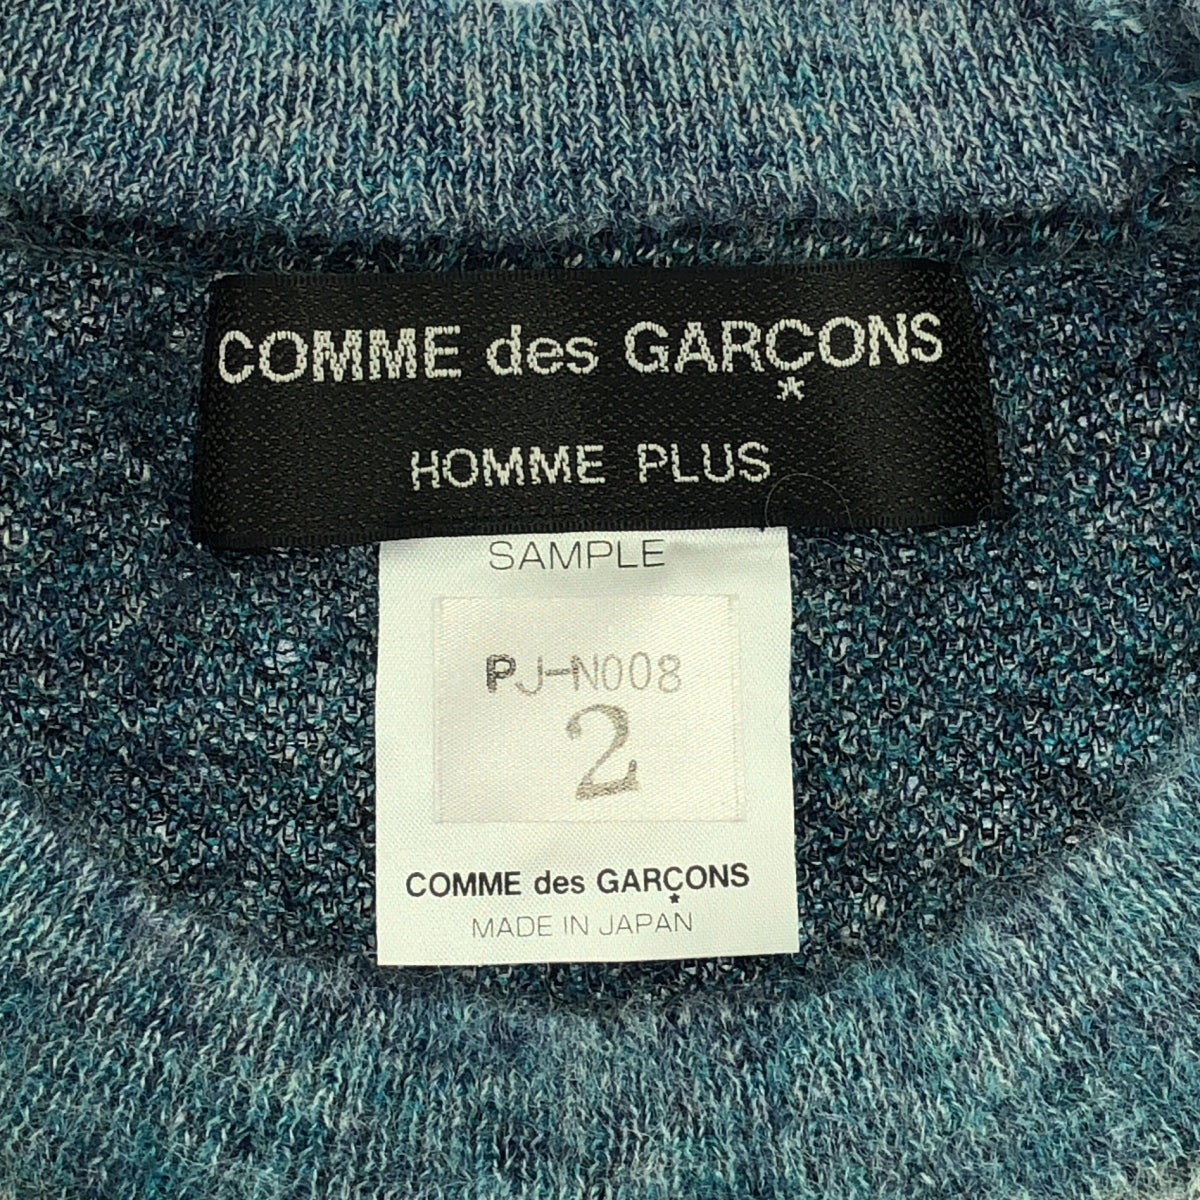 COMME des GARÇONS
HOMME PLUS
SAMPLE
PJ-N008
2
COMME des GARÇONS
MADE IN JAPAN